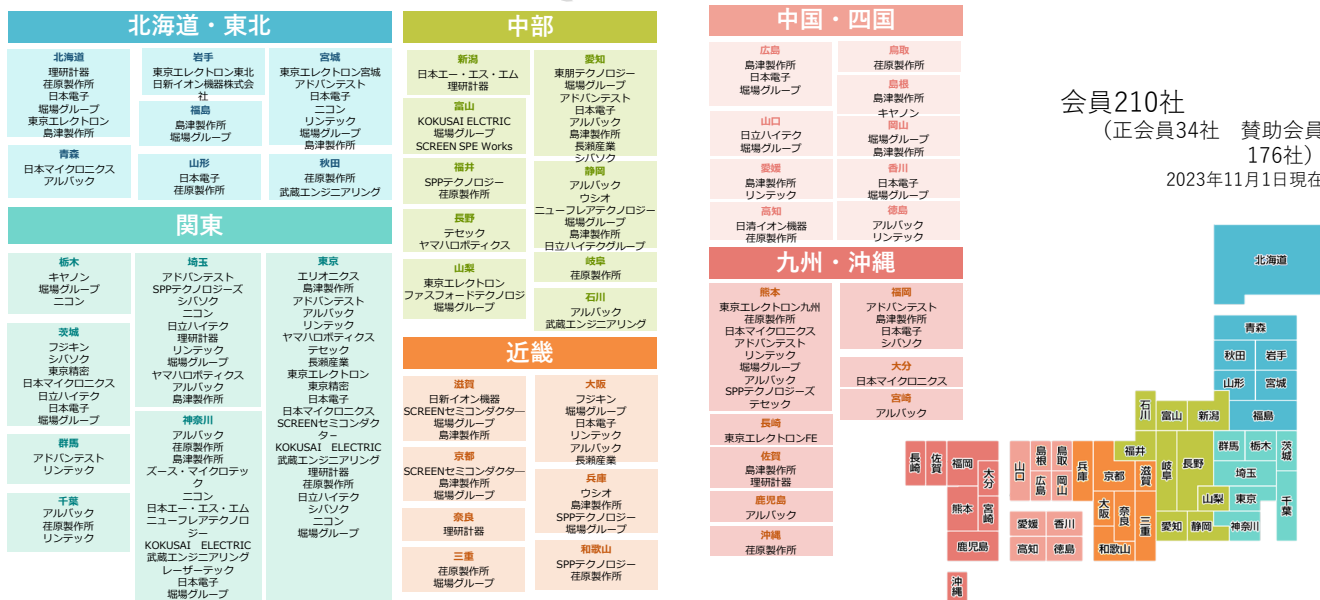 北海道・東北
北海道
理研計器
荏原製作所
日本電子
堀場グループ
東京エレクトロン
島津製作所
青森
日本マイクロニクス
アルバック
岩手
東京エレクトロン東北
日新イオン機器株式会
社
福島
島津製作所
堀場グループ
山形
日本電子
荏原製作所
宮城
東京エレクトロン宮城
アドバンテスト
日本電子
ニコン
リンテック
堀場グループ
島津製作所
秋田
荏原製作所
武蔵エンジニアリング
関東
栃木
キヤノン
堀場グループ
ニコン
茨城
フジキン
シバソク
東京精密
日本マイクロニクス
日立ハイテク
日本電子
堀場グループ
群馬
アドバンテスト
リンテック
千葉
アルバック
荏原製作所
リンテック
埼玉
アドバンテスト
SPPテクノロジーズ
シバソク
ニコン
日立ハイテク
理研計器
リンテック
堀場グループ
ヤマハロボティクス
アルバック
島津製作所
神奈川
アルバック
荏原製作所
島津製作所
ズース・マイクロテッ
ク
ニコン
日本エー・エス・エム
ニューフレアテクノロ
ジー
KOKUSAI ELECTRIC
武蔵エンジニアリング
レーザーテック
日本電子
堀場グループ
東京
エリオニクス
島津製作所
アドバンテスト
アルバック
リンテック
ヤマハロボティクス
テセック
長瀬産業
東京エレクトロン
東京精密
日本電子
日本マイクロニクス
SCREENセミコンダク
ター
KOKUSAI ELECTRIC
武蔵エンジニアリング
理研計器
荏原製作所
日立ハイテク
シバソク
ニコン
堀場グループ
中部
新潟
日本エー・エス・エム
理研計器
富山
KOKUSAI ELCTRIC
堀場グループ
SCREEN SPE Works
福井
SPPテクノロジー
荏原製作所
長野
テセック
ヤマハロボティクス
山梨
東京エレクトロン
ファスフォードテクノロジ
堀場グループ
愛知
東朋テクノロジー
堀場グループ
アドバンテスト
日本電子
アルバック
島津製作所
長瀬産業
シバソク
静岡
アルバック
ウシオ
ニューフレアテクノロジー
堀場グループ
島津製作所
日立ハイテクグループ
岐阜
荏原製作所
石川
アルバック
武蔵エンジニアリング
近畿
滋賀
日新イオン機器
SCREENセミコンダクター
堀場グループ
島津製作所
京都
SCREENセミコンダクター
島津製作所
堀場グループ
奈良
理研計器
三重
荏原製作所
堀場グループ
大阪
フジキン
堀場グループ
日本電子
リンテック
アルバック
長瀬産業
兵庫
ウシオ
島津製作所
SPPテクノロジー
堀場グループ
和歌山
SPPテクノロジー
荏原製作所
中国・四国
広島
島津製作所
日本電子
堀場グループ
山口
日立ハイテク
堀場グループ
愛媛
島津製作所
リンテック
高知
日清イオン機器
荏原製作所
鳥取
荏原製作所
島根
島津製作所
キヤノン
岡山
堀場グループ
島津製作所
香川
日本電子
堀場グループ
徳島
アルバック
リンテック
九州・沖縄
熊本
東京エレクトロン九州
荏原製作所
日本マイクロニクス
アドバンテスト
リンテック
堀場グループ
アルバック
SPPテクノロジーズ
テセック
長崎
東京エレクトロンFE
佐賀
島津製作所
理研計器
鹿児島
アルバック
沖縄
荏原製作所
福岡
アドバンテスト
島津製作所
日本電子
シバソク
大分
日本マイクロニクス
宮崎
アルバック
会員210社
（正会員34社　賛助会員
176社）
2023年11月1日現在
北海道
青森
秋田
岩手
山形
宮城
石川
富山
新潟
福島
福井
岐阜
長野
群馬
栃木
茨城
埼玉
山梨
東京
千葉
愛知
静岡
神奈川
長崎
佐賀
福岡
大分
熊本
宮崎
鹿児島
沖縄
山口
島根
鳥取
広島
岡山
兵庫
京都
滋賀
大阪
奈良
三重
和歌山
愛媛
香川
高知
徳島